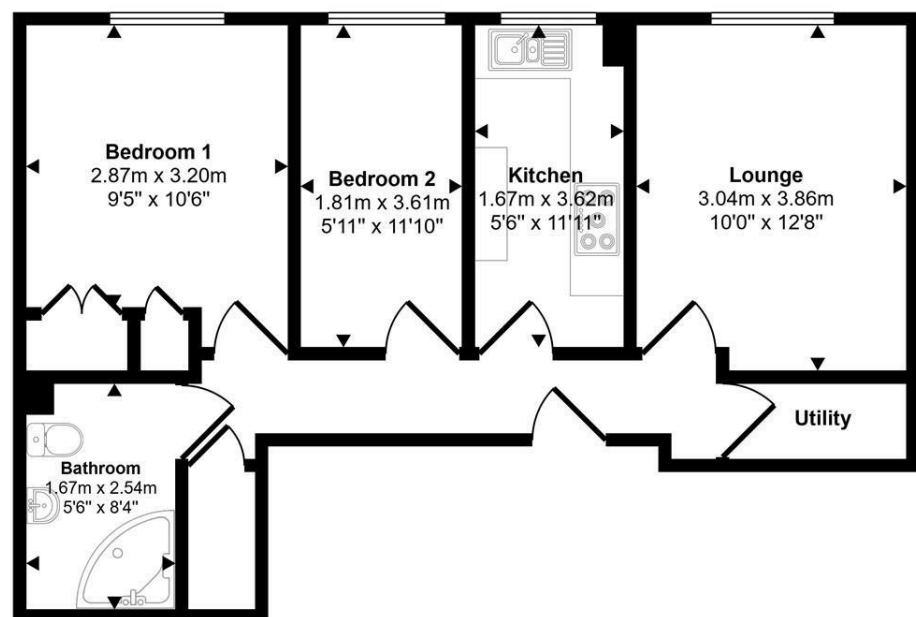 Bedroom 1
2.87m x 3.20m
9'5" x 10'6"
Bedroom 2
1.81m x 3.61m
5'11" x 11'10"
Kitchen
1.67m x 3.62m
5'6" x 11'11"
Lounge
3.04m x 3.86m
10'0" x 12'8"
Utility
Bathroom
1.67m x 2.54m
5'6" x 8'4"